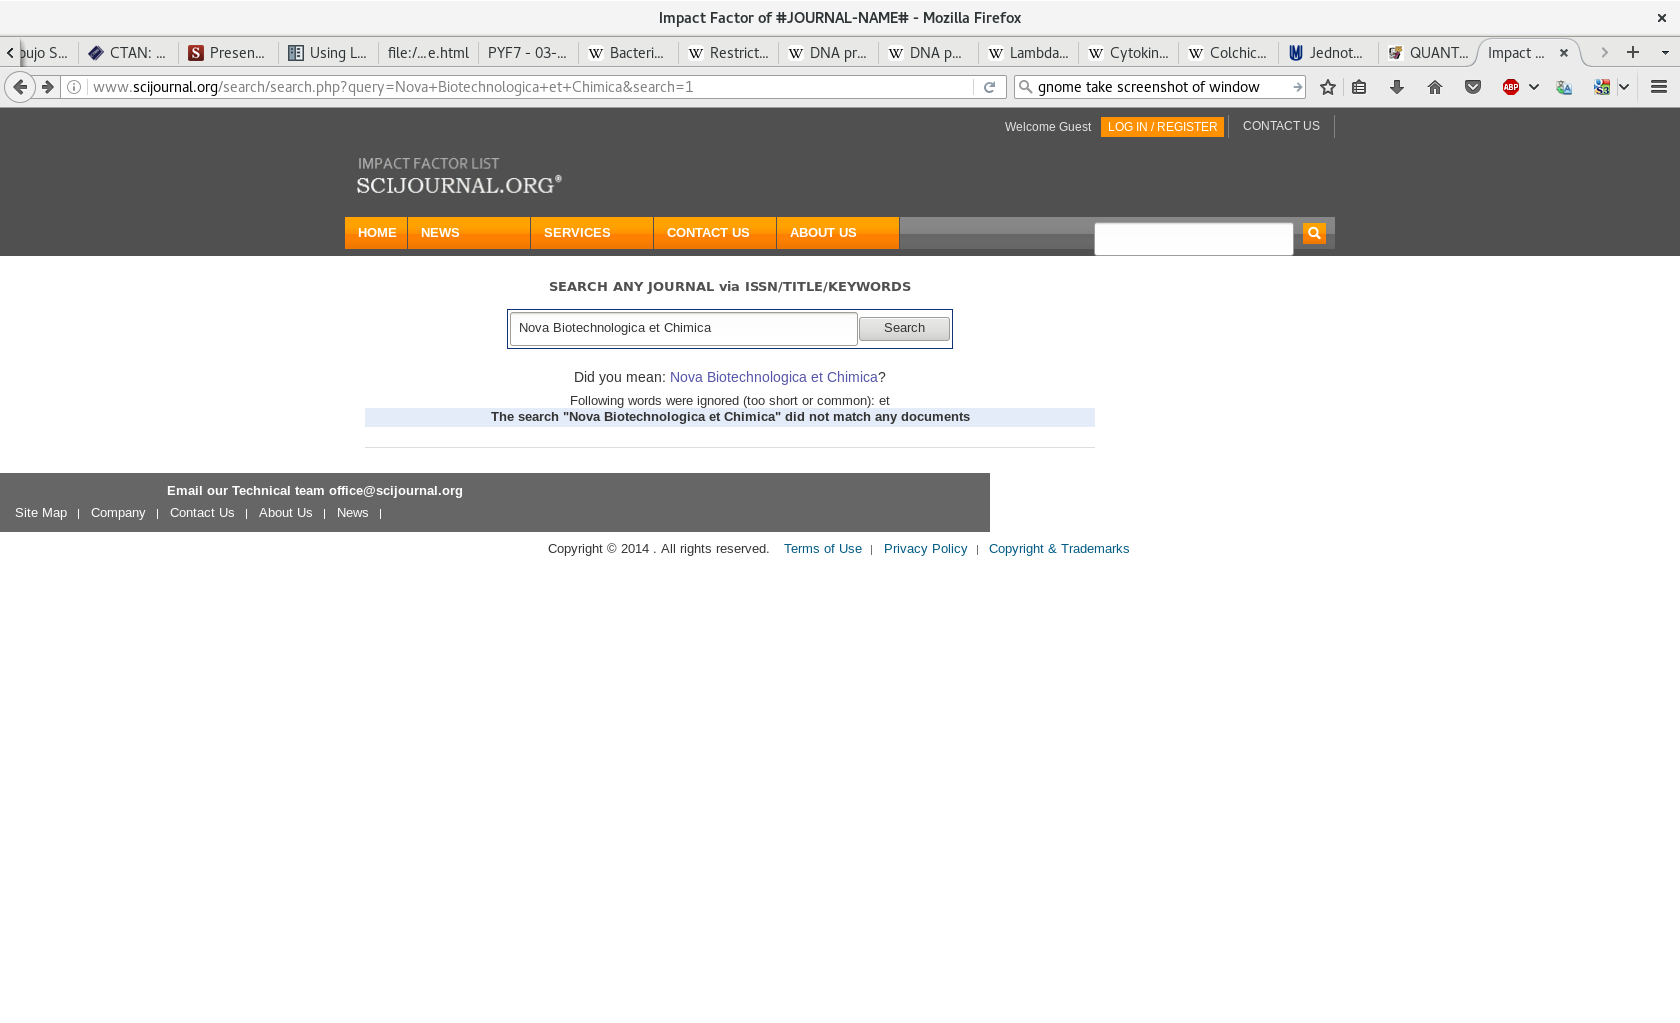 Impact Factor of #JOURNAL-NAME# - Mozilla Firefox
oujo S... CTAN: ... Presen... Using L... file:/...e.html PYF7 - 03-... Bacteri... Restrict... DNA pr... DNA p... Lambda... Cytokin... Colchic... Jednot... QUANT... Impact ...
www.scijournal.org/search/search.php?query=Nova+Biotechnologica+et+Chimica&search=1 gnome take screenshot of window ABP S3
Welcome Guest LOG IN / REGISTER CONTACT US
IMPACT FACTOR LIST
SCIJOURNAL.ORG®
HOME NEWS SERVICES CONTACT US ABOUT US
SEARCH ANY JOURNAL via ISSN/TITLE/KEYWORDS
Nova Biotechnologica et Chimica Search
Did you mean: Nova Biotechnologica et Chimica?
Following words were ignored (too short or common): et
The search "Nova Biotechnologica et Chimica" did not match any documents
Email our Technical team office@scijournal.org
Site Map | Company | Contact Us | About Us | News |
Copyright © 2014 . All rights reserved. Terms of Use | Privacy Policy | Copyright & Trademarks